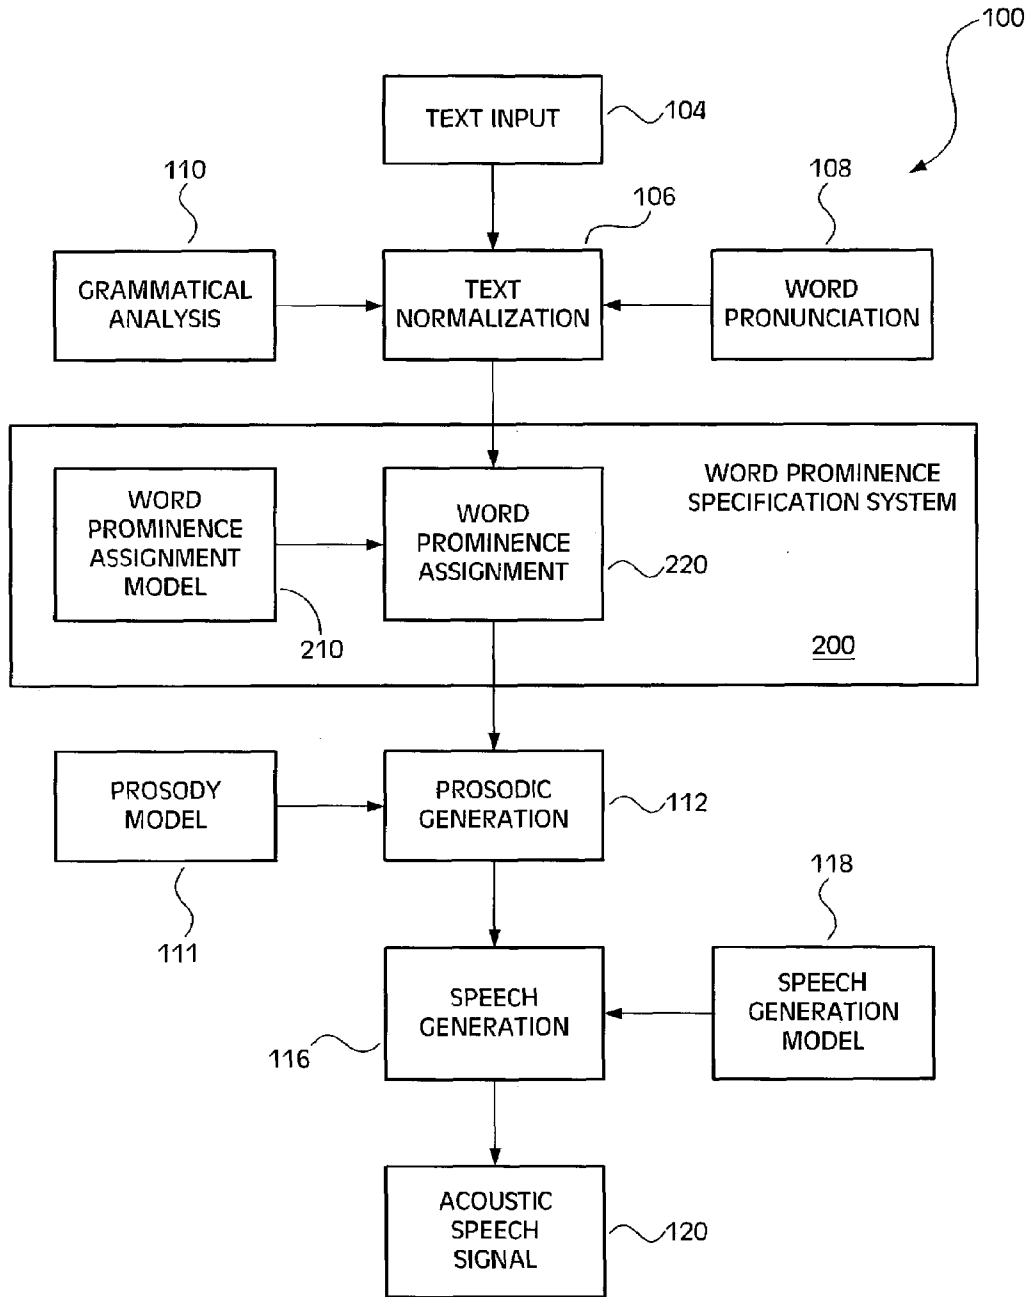 100
TEXT INPUT
104
110
106
108
GRAMMATICAL
ANALYSIS
TEXT
NORMALIZATION
WORD
PRONUNCIATION
WORD PROMINENCE
SPECIFICATION SYSTEM
WORD
PROMINENCE
ASSIGNMENT
MODEL
210
WORD
PROMINENCE
ASSIGNMENT
220
200
PROSODY
MODEL
111
PROSODIC
GENERATION
112
118
SPEECH
GENERATION
116
SPEECH
GENERATION
MODEL
ACOUSTIC
SPEECH
SIGNAL
120